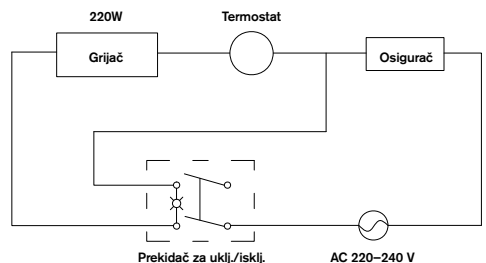 220W
Termostat
Grijač
Osigurač
Prekidač za uklj./isklj.
AC 220–240 V